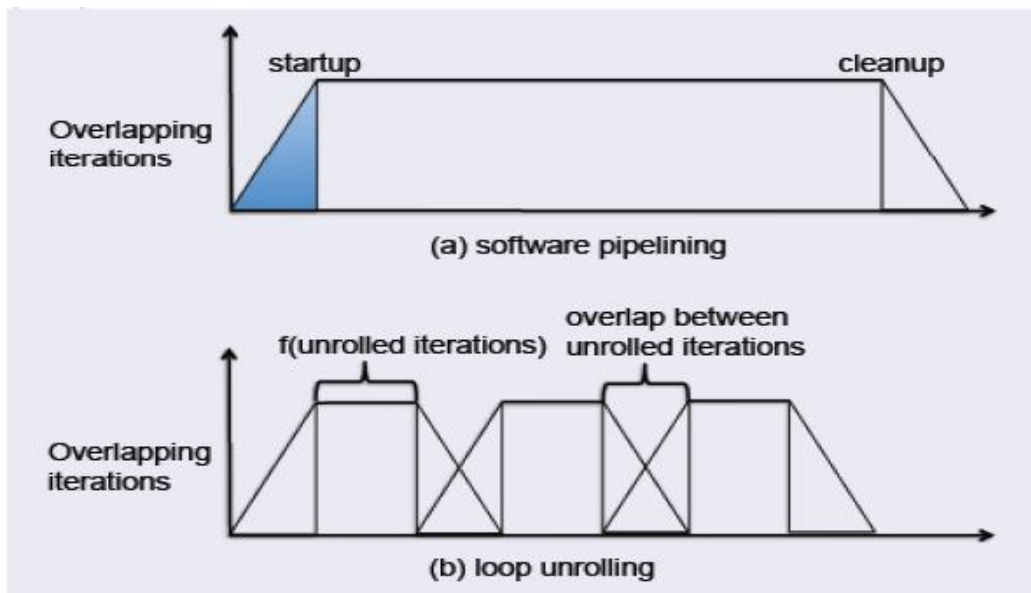 startup
cleanup
Overlapping
iterations
(a) software pipelining
overlap between
f(unrolled iterations)
unrolled iterations
Overlapping
iterations
(b) loop unrolling